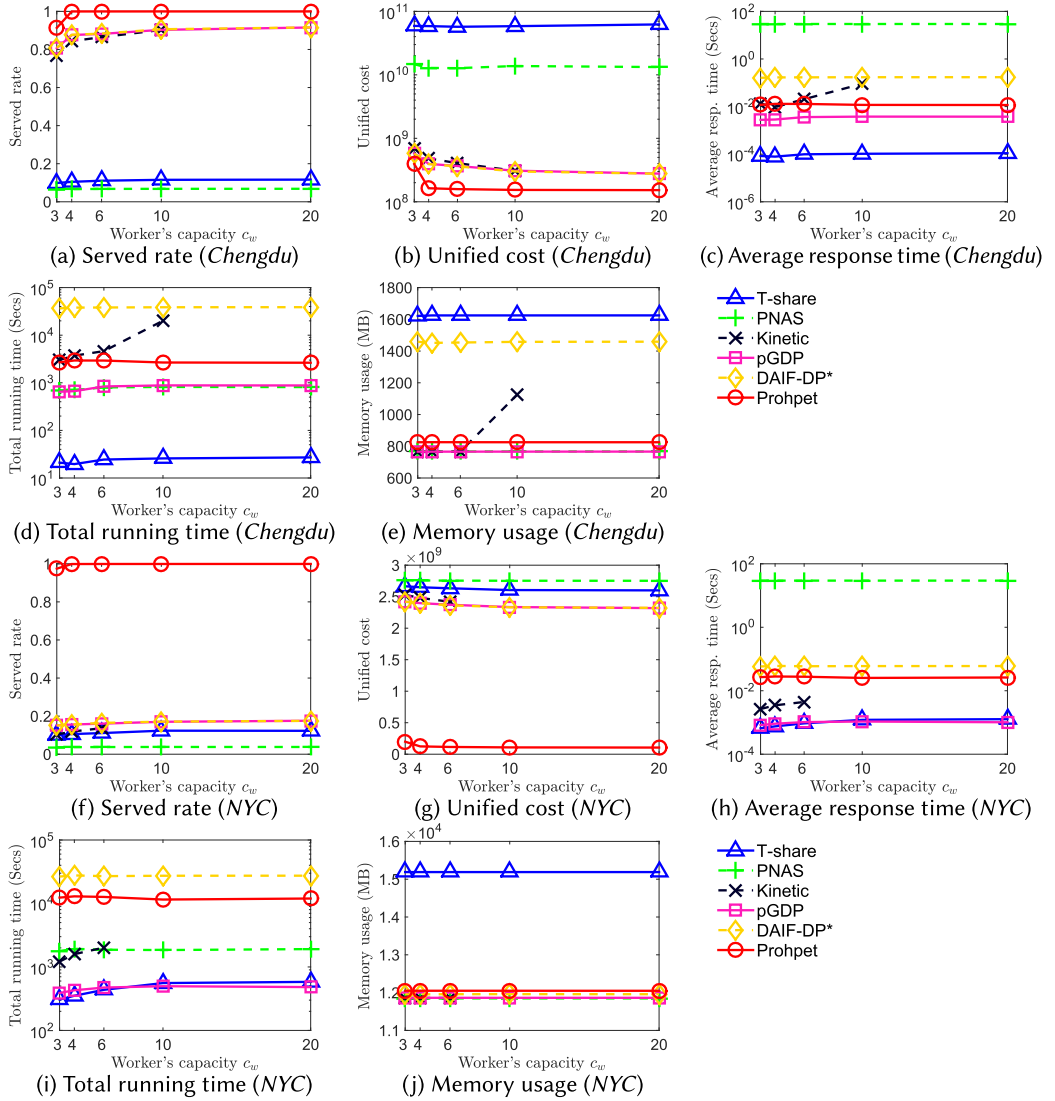 1
0.8
0.6
0.4
0.2
0
Served rate
3 4 6 10 20
Worker's capacity c_w
(a) Served rate (Chengdu)
10^11
10^10
10^9
10^8
Unified cost
3 4 6 10 20
Worker's capacity c_w
(b) Unified cost (Chengdu)
10^2
10^0
10^-2
10^-4
10^-6
Average resp. time (Secs)
3 4 6 10 20
Worker's capacity c_w
(c) Average response time (Chengdu)
10^5
10^4
10^3
10^2
10^1
Total running time (Secs)
3 4 6 10 20
Worker's capacity c_w
(d) Total running time (Chengdu)
1800
1600
1400
1200
1000
800
600
Memory usage (MB)
3 4 6 10 20
Worker's capacity c_w
(e) Memory usage (Chengdu)
T-share
PNAS
Kinetic
pGDP
DAIF-DP*
Prohpet
1
0.8
0.6
0.4
0.2
0
Served rate
3 4 6 10 20
Worker's capacity c_w
(f) Served rate (NYC)
×10^9
3
2.5
2
1.5
1
0.5
0
Unified cost
3 4 6 10 20
Worker's capacity c_w
(g) Unified cost (NYC)
10^2
10^0
10^-2
10^-4
Average resp. time (Secs)
3 4 6 10 20
Worker's capacity c_w
(h) Average response time (NYC)
10^5
10^4
10^3
10^2
Total running time (Secs)
3 4 6 10 20
Worker's capacity c_w
(i) Total running time (NYC)
×10^4
1.6
1.5
1.4
1.3
1.2
1.1
Memory usage (MB)
3 4 6 10 20
Worker's capacity c_w
(j) Memory usage (NYC)
T-share
PNAS
Kinetic
pGDP
DAIF-DP*
Prohpet